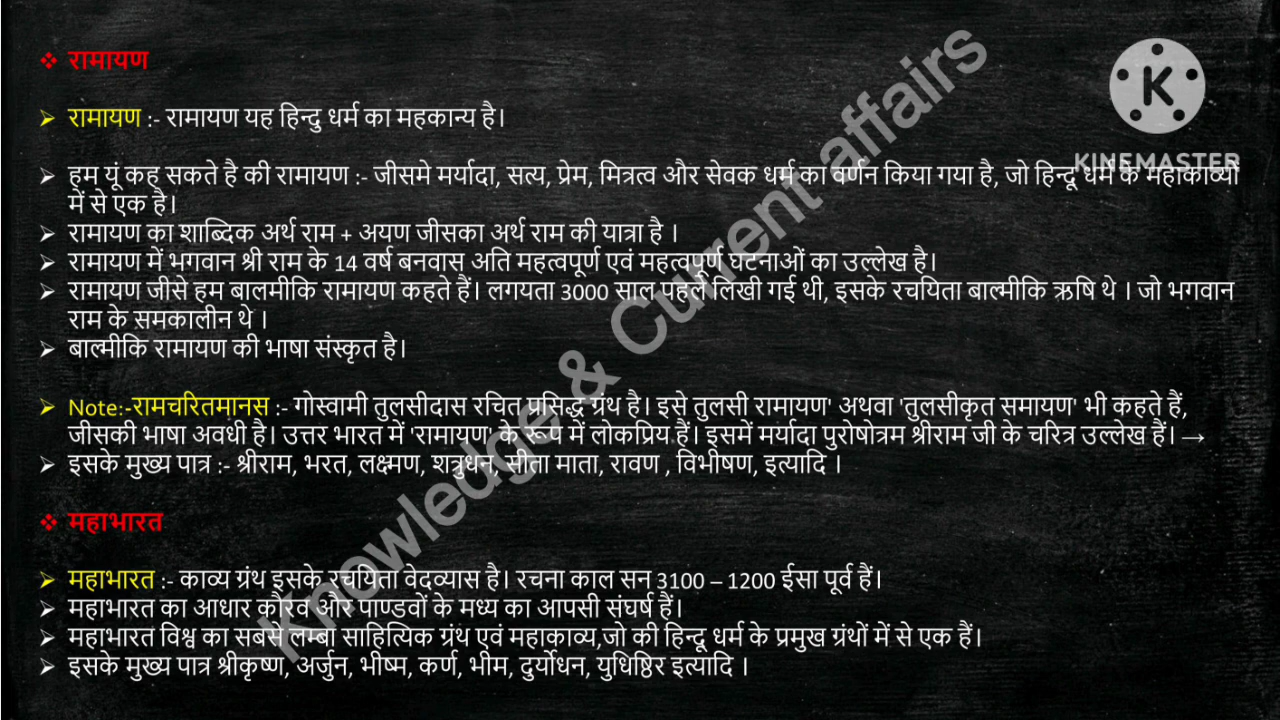 ❖ रामायण
➢ रामायण :- रामायण यह हिन्दु धर्म का महकान्य है।
➢ हम यूं कह सकते है की रामायण :- जीसमे मर्यादा, सत्य, प्रेम, मित्रत्व और सेवक धर्म का वर्णन किया गया है, जो हिन्दू धर्म के महाकाव्यों
में से एक है।
➢ रामायण का शाब्दिक अर्थ राम + अयण जीसका अर्थ राम की यात्रा है ।
➢ रामायण में भगवान श्री राम के 14 वर्ष बनवास अति महत्वपूर्ण एवं महत्वपूर्ण घटनाओं का उल्लेख है।
➢ रामायण जीसे हम बालमीकि रामायण कहते हैं। लगयता 3000 साल पहले लिखी गई थी, इसके रचयिता बाल्मीकि ऋषि थे । जो भगवान
राम के समकालीन थे ।
➢ बाल्मीकि रामायण की भाषा संस्कृत है।
➢ Note:-रामचरितमानस :- गोस्वामी तुलसीदास रचित प्रसिद्ध ग्रंथ है। इसे तुलसी रामायण' अथवा 'तुलसीकृत समायण' भी कहते हैं,
जीसकी भाषा अवधी है। उत्तर भारत में 'रामायण' के रूप में लोकप्रिय हैं। इसमें मर्यादा पुरोषोत्रम श्रीराम जी के चरित्र उल्लेख हैं। →
➢ इसके मुख्य पात्र :- श्रीराम, भरत, लक्ष्मण, शत्रुधन, सीता माता, रावण , विभीषण, इत्यादि ।
❖ महाभारत
➢ महाभारत :- काव्य ग्रंथ इसके रचयिता वेदव्यास है। रचना काल सन 3100 – 1200 ईसा पूर्व हैं।
➢ महाभारत का आधार कौरव और पाण्डवों के मध्य का आपसी संघर्ष हैं।
➢ महाभारत विश्व का सबसे लम्बा साहित्यिक ग्रंथ एवं महाकाव्य,जो की हिन्दू धर्म के प्रमुख ग्रंथों में से एक हैं।
➢ इसके मुख्य पात्र श्रीकृष्ण, अर्जुन, भीष्म, कर्ण, भीम, दुर्योधन, युधिष्ठिर इत्यादि ।
Knowledge & Current affairs
K
KINEMASTER